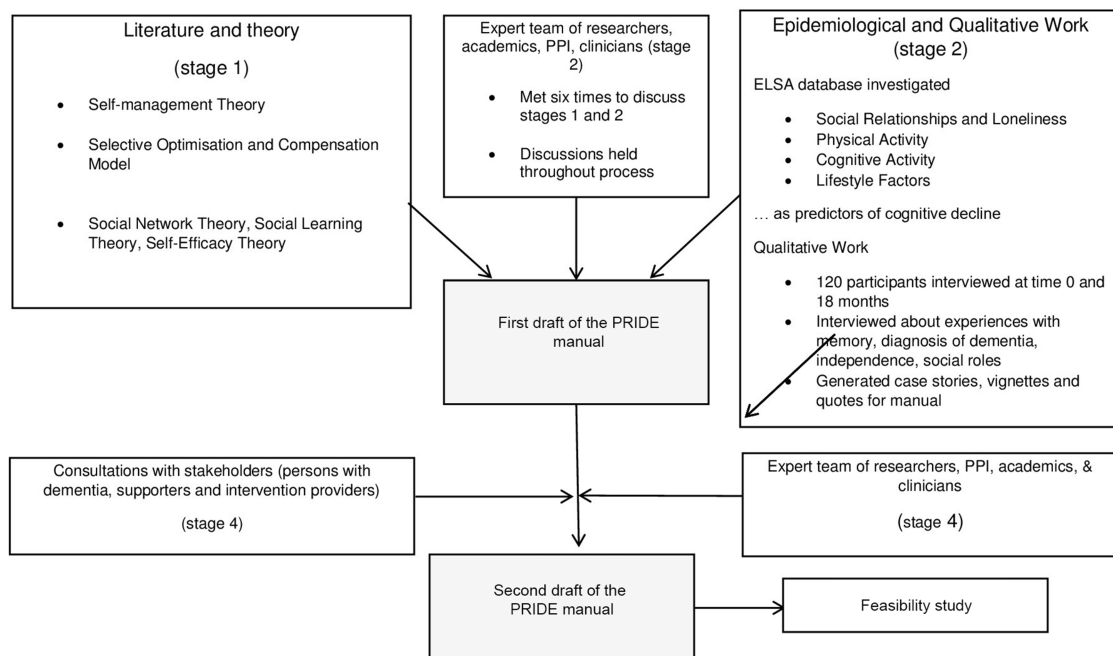 Literature and theory
(stage 1)
• Self-management Theory
• Selective Optimisation and Compensation
Model
• Social Network Theory, Social Learning
Theory, Self-Efficacy Theory
Expert team of researchers,
academics, PPI, clinicians (stage
2)
• Met six times to discuss
stages 1 and 2
• Discussions held
throughout process
Epidemiological and Qualitative Work
(stage 2)
ELSA database investigated
• Social Relationships and Loneliness
• Physical Activity
• Cognitive Activity
• Lifestyle Factors
… as predictors of cognitive decline
Qualitative Work
• 120 participants interviewed at time 0 and
18 months
• Interviewed about experiences with
memory, diagnosis of dementia,
independence, social roles
• Generated case stories, vignettes and
quotes for manual
First draft of the PRIDE
manual
Consultations with stakeholders (persons with
dementia, supporters and intervention providers)
(stage 4)
Expert team of researchers, PPI, academics, &
clinicians
(stage 4)
Second draft of the
PRIDE manual
Feasibility study